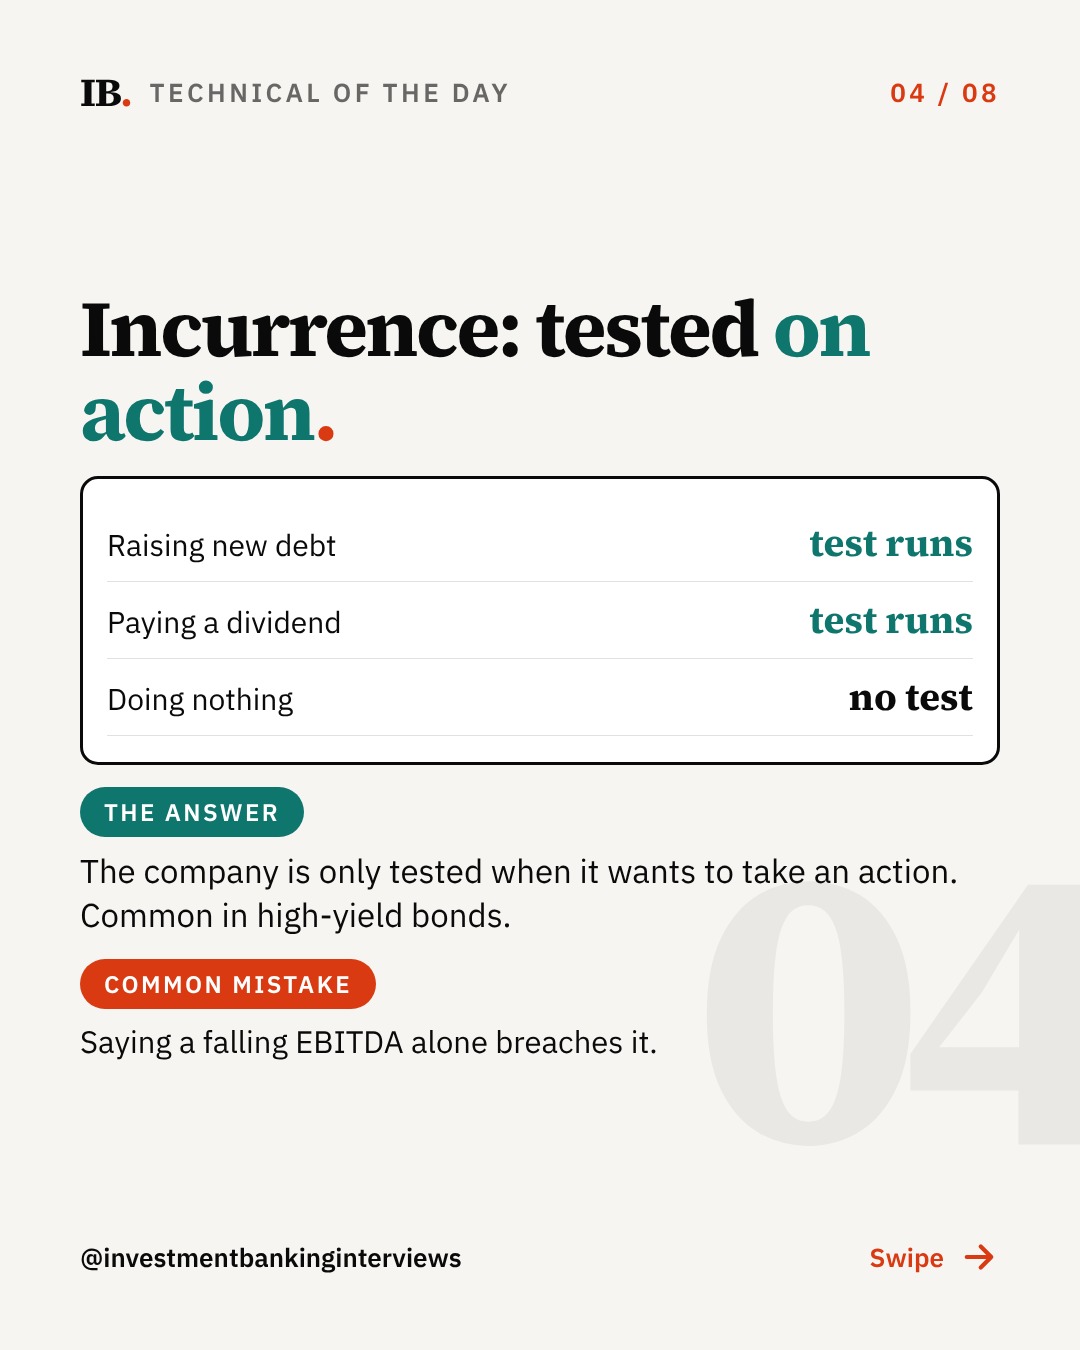 IB. TECHNICAL OF THE DAY
04 / 08
Incurrence: tested on
action.
Raising new debt test runs
Paying a dividend test runs
Doing nothing no test
THE ANSWER
The company is only tested when it wants to take an action.
Common in high-yield bonds.
COMMON MISTAKE
Saying a falling EBITDA alone breaches it.
04
@investmentbankinginterviews
Swipe →